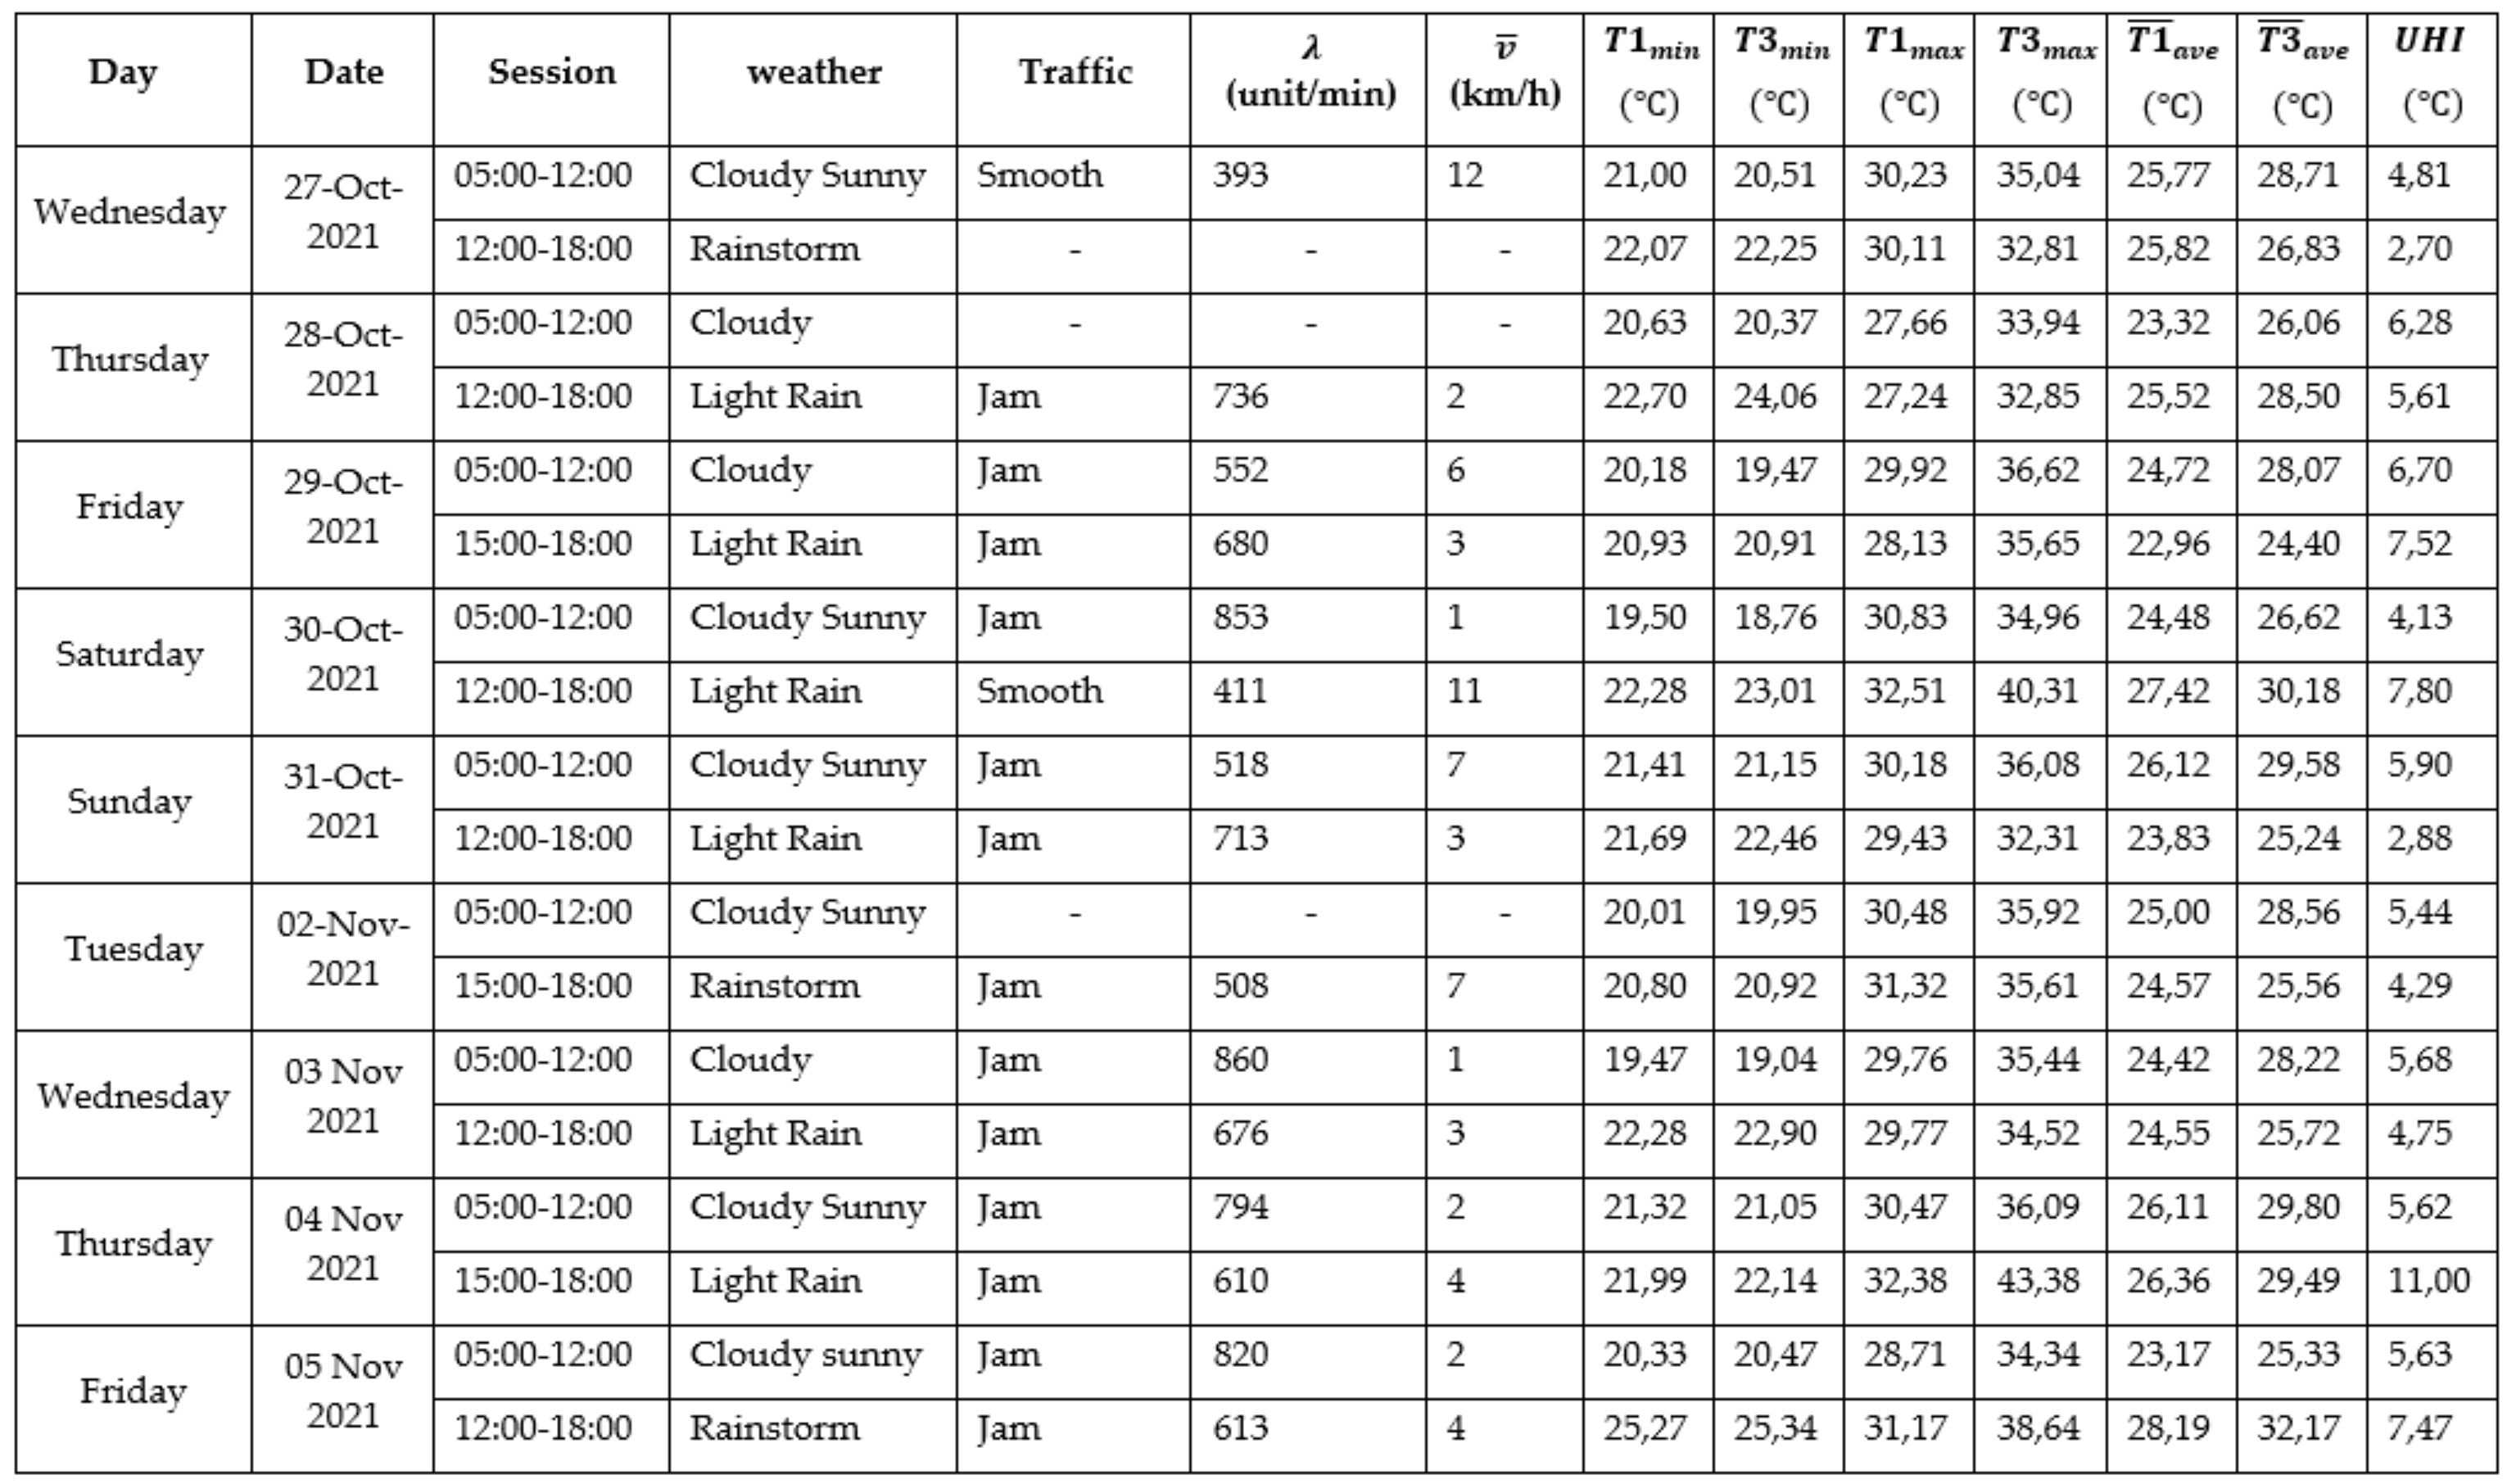 Day Date Session weather Traffic λ (unit/min) v̅ (km/h) T1min (°C) T3min (°C) T1max (°C) T3max (°C) T1ave (°C) T3ave (°C) UHI (°C)
Wednesday 27-Oct-2021 05:00-12:00 Cloudy Sunny Smooth 393 12 21,00 20,51 30,23 35,04 25,77 28,71 4,81
12:00-18:00 Rainstorm - - - 22,07 22,25 30,11 32,81 25,82 26,83 2,70
Thursday 28-Oct-2021 05:00-12:00 Cloudy - - - 20,63 20,37 27,66 33,94 23,32 26,06 6,28
12:00-18:00 Light Rain Jam 736 2 22,70 24,06 27,24 32,85 25,52 28,50 5,61
Friday 29-Oct-2021 05:00-12:00 Cloudy Jam 552 6 20,18 19,47 29,92 36,62 24,72 28,07 6,70
15:00-18:00 Light Rain Jam 680 3 20,93 20,91 28,13 35,65 22,96 24,40 7,52
Saturday 30-Oct-2021 05:00-12:00 Cloudy Sunny Jam 853 1 19,50 18,76 30,83 34,96 24,48 26,62 4,13
12:00-18:00 Light Rain Smooth 411 11 22,28 23,01 32,51 40,31 27,42 30,18 7,80
Sunday 31-Oct-2021 05:00-12:00 Cloudy Sunny Jam 518 7 21,41 21,15 30,18 36,08 26,12 29,58 5,90
12:00-18:00 Light Rain Jam 713 3 21,69 22,46 29,43 32,31 23,83 25,24 2,88
Tuesday 02-Nov-2021 05:00-12:00 Cloudy Sunny - - - 20,01 19,95 30,48 35,92 25,00 28,56 5,44
15:00-18:00 Rainstorm Jam 508 7 20,80 20,92 31,32 35,61 24,57 25,56 4,29
Wednesday 03 Nov 2021 05:00-12:00 Cloudy Jam 860 1 19,47 19,04 29,76 35,44 24,42 28,22 5,68
12:00-18:00 Light Rain Jam 676 3 22,28 22,90 29,77 34,52 24,55 25,72 4,75
Thursday 04 Nov 2021 05:00-12:00 Cloudy Sunny Jam 794 2 21,32 21,05 30,47 36,09 26,11 29,80 5,62
15:00-18:00 Light Rain Jam 610 4 21,99 22,14 32,38 43,38 26,36 29,49 11,00
Friday 05 Nov 2021 05:00-12:00 Cloudy sunny Jam 820 2 20,33 20,47 28,71 34,34 23,17 25,33 5,63
12:00-18:00 Rainstorm Jam 613 4 25,27 25,34 31,17 38,64 28,19 32,17 7,47